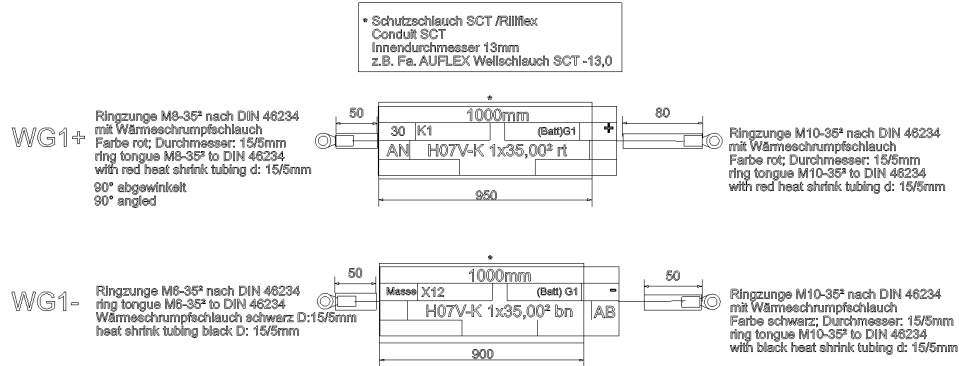 * Schutzschlauch SCT /Rillflex
Conduit SCT
Innendurchmesser 13mm
z.B. Fa. AUFLEX Wellschlauch SCT -13,0
WG1+
Ringzunge M8-35² nach DIN 46234
mit Wärmeschrumpfschlauch
Farbe rot; Durchmesser: 15/5mm
ring tongue M8-35² to DIN 46234
with red heat shrink tubing d: 15/5mm
90° abgewinkelt
90° angled
50
*
1000mm
30 K1 (Batt)G1 +
AN H07V-K 1x35,00² rt
950
80
Ringzunge M10-35² nach DIN 46234
mit Wärmeschrumpfschlauch
Farbe rot; Durchmesser: 15/5mm
ring tongue M10-35² to DIN 46234
with red heat shrink tubing d: 15/5mm
WG1-
Ringzunge M6-35² nach DIN 46234
ring tongue M6-35² to DIN 46234
Wärmeschrumpfschlauch schwarz D:15/5mm
heat shrink tubing black D: 15/5mm
50
*
1000mm
Masse X12 (Batt) G1 -
H07V-K 1x35,00² bn AB
900
50
Ringzunge M10-35² nach DIN 46234
mit Wärmeschrumpfschlauch
Farbe schwarz; Durchmesser: 15/5mm
ring tongue M10-35² to DIN 46234
with black heat shrink tubing d: 15/5mm